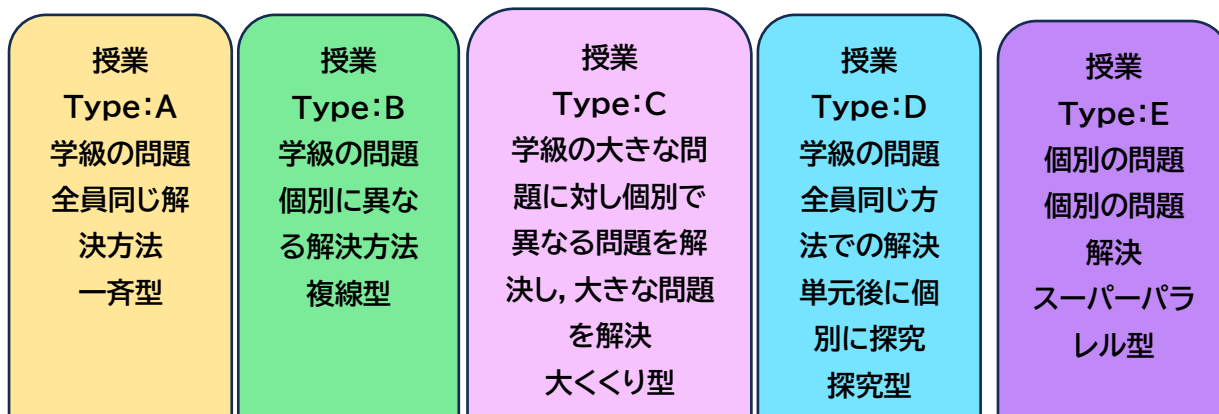 授業
Type:A
学級の問題
全員同じ解
決方法
一斉型
授業
Type:B
学級の問題
個別に異な
る解決方法
複線型
授業
Type:C
学級の大きな問
題に対し個別で
異なる問題を解
決し,大きな問題
を解決
大くくり型
授業
Type:D
学級の問題
全員同じ方
法での解決
単元後に個
別に探究
探究型
授業
Type:E
個別の問題
個別の問題
解決
スーパーパラ
レル型